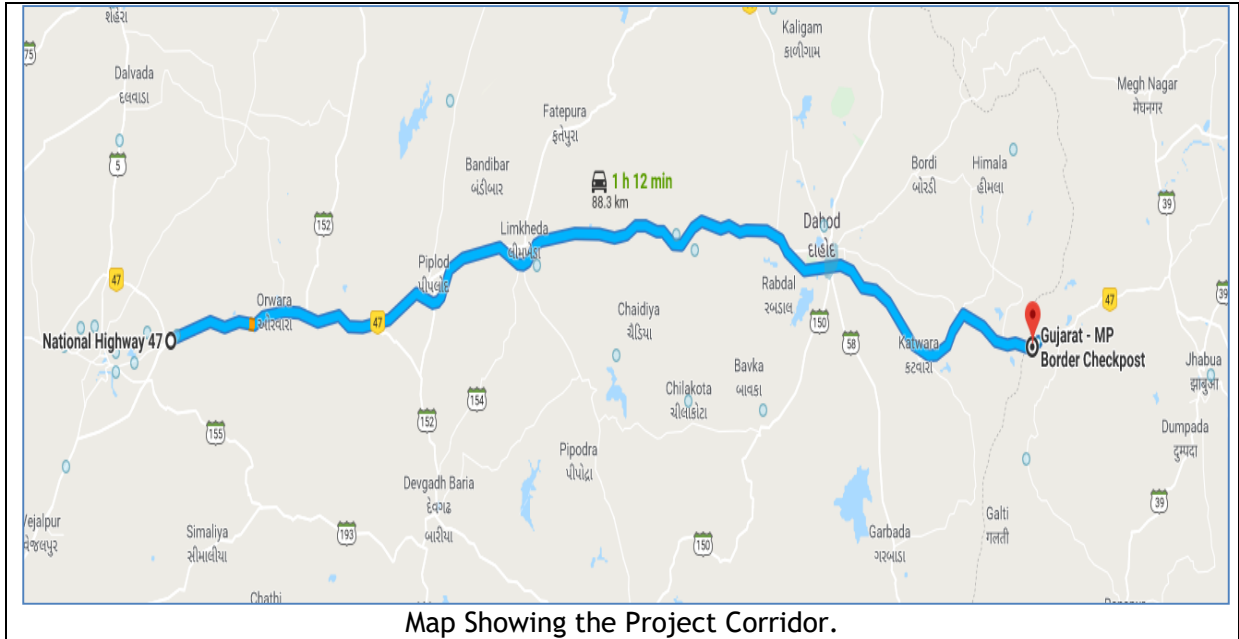 શેહેરા
Kaligam
કાળીગામ
75
Dalvada
દલવાડા
Megh Nagar
मेघनगर
Fatepura
ફતેપુરા
5
Bandibar
બંડીબાર
Bordi
બોરડી
Himala
હીમલા
1 h 12 min
88.3 km
39
152
Limkheda
લીમખેડા
Dahod
દાહોદ
Piplod
પીપલોદ
47
Rabdal
રબડાલ
47
39
Orwara
ઓરવારા
Chaidiya
ચૈડિયા
47
150
National Highway 47
58
Katwara
કટવારા
Gujarat - MP
Border Checkpost
Jhabua
झाबुआ
Bavka
બાવકા
Chilakota
ચીલાકોટા
154
152
155
Dumpada
दुम्पदा
Pipodra
પીપોદ્રા
Devgadh Baria
દેવગઢ
બારીયા
39
Vejalpur
વેજલપુર
Simaliya
સીમાલીયા
193
150
Garbada
ગરબાડા
Galti
गलती
Chathi
Map Showing the Project Corridor.